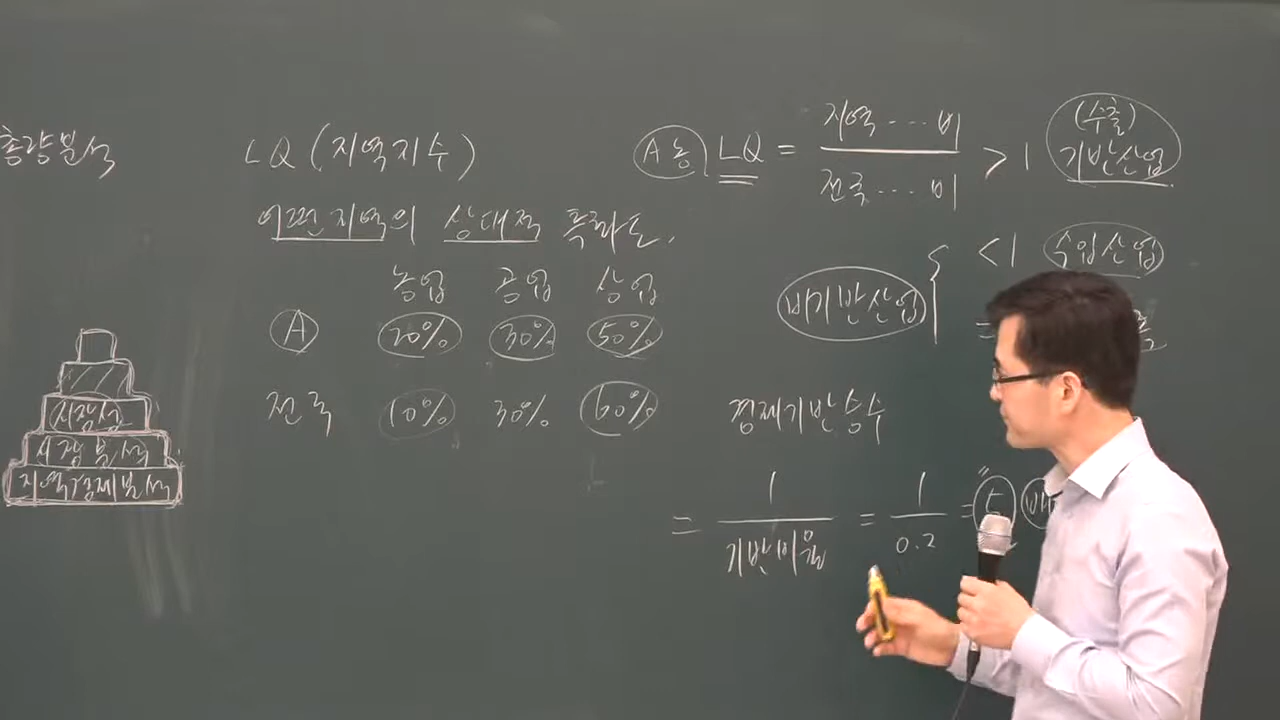 총량분석
LQ (지역지수)
어떤 지역의 상대적 특화도.
농업 공업 상업
A 20% 30% 50%
전국 10% 30% 60%
시장성
시장분석
지역경제분석
A 농 LQ = 지역 … 비 / 전국 … 비 > 1 (수출) 기반산업
비기반산업 { < 1 수입산업
=
경제기반승수
= 1 / 기반비율 = 1 / 0.2 = 5 배